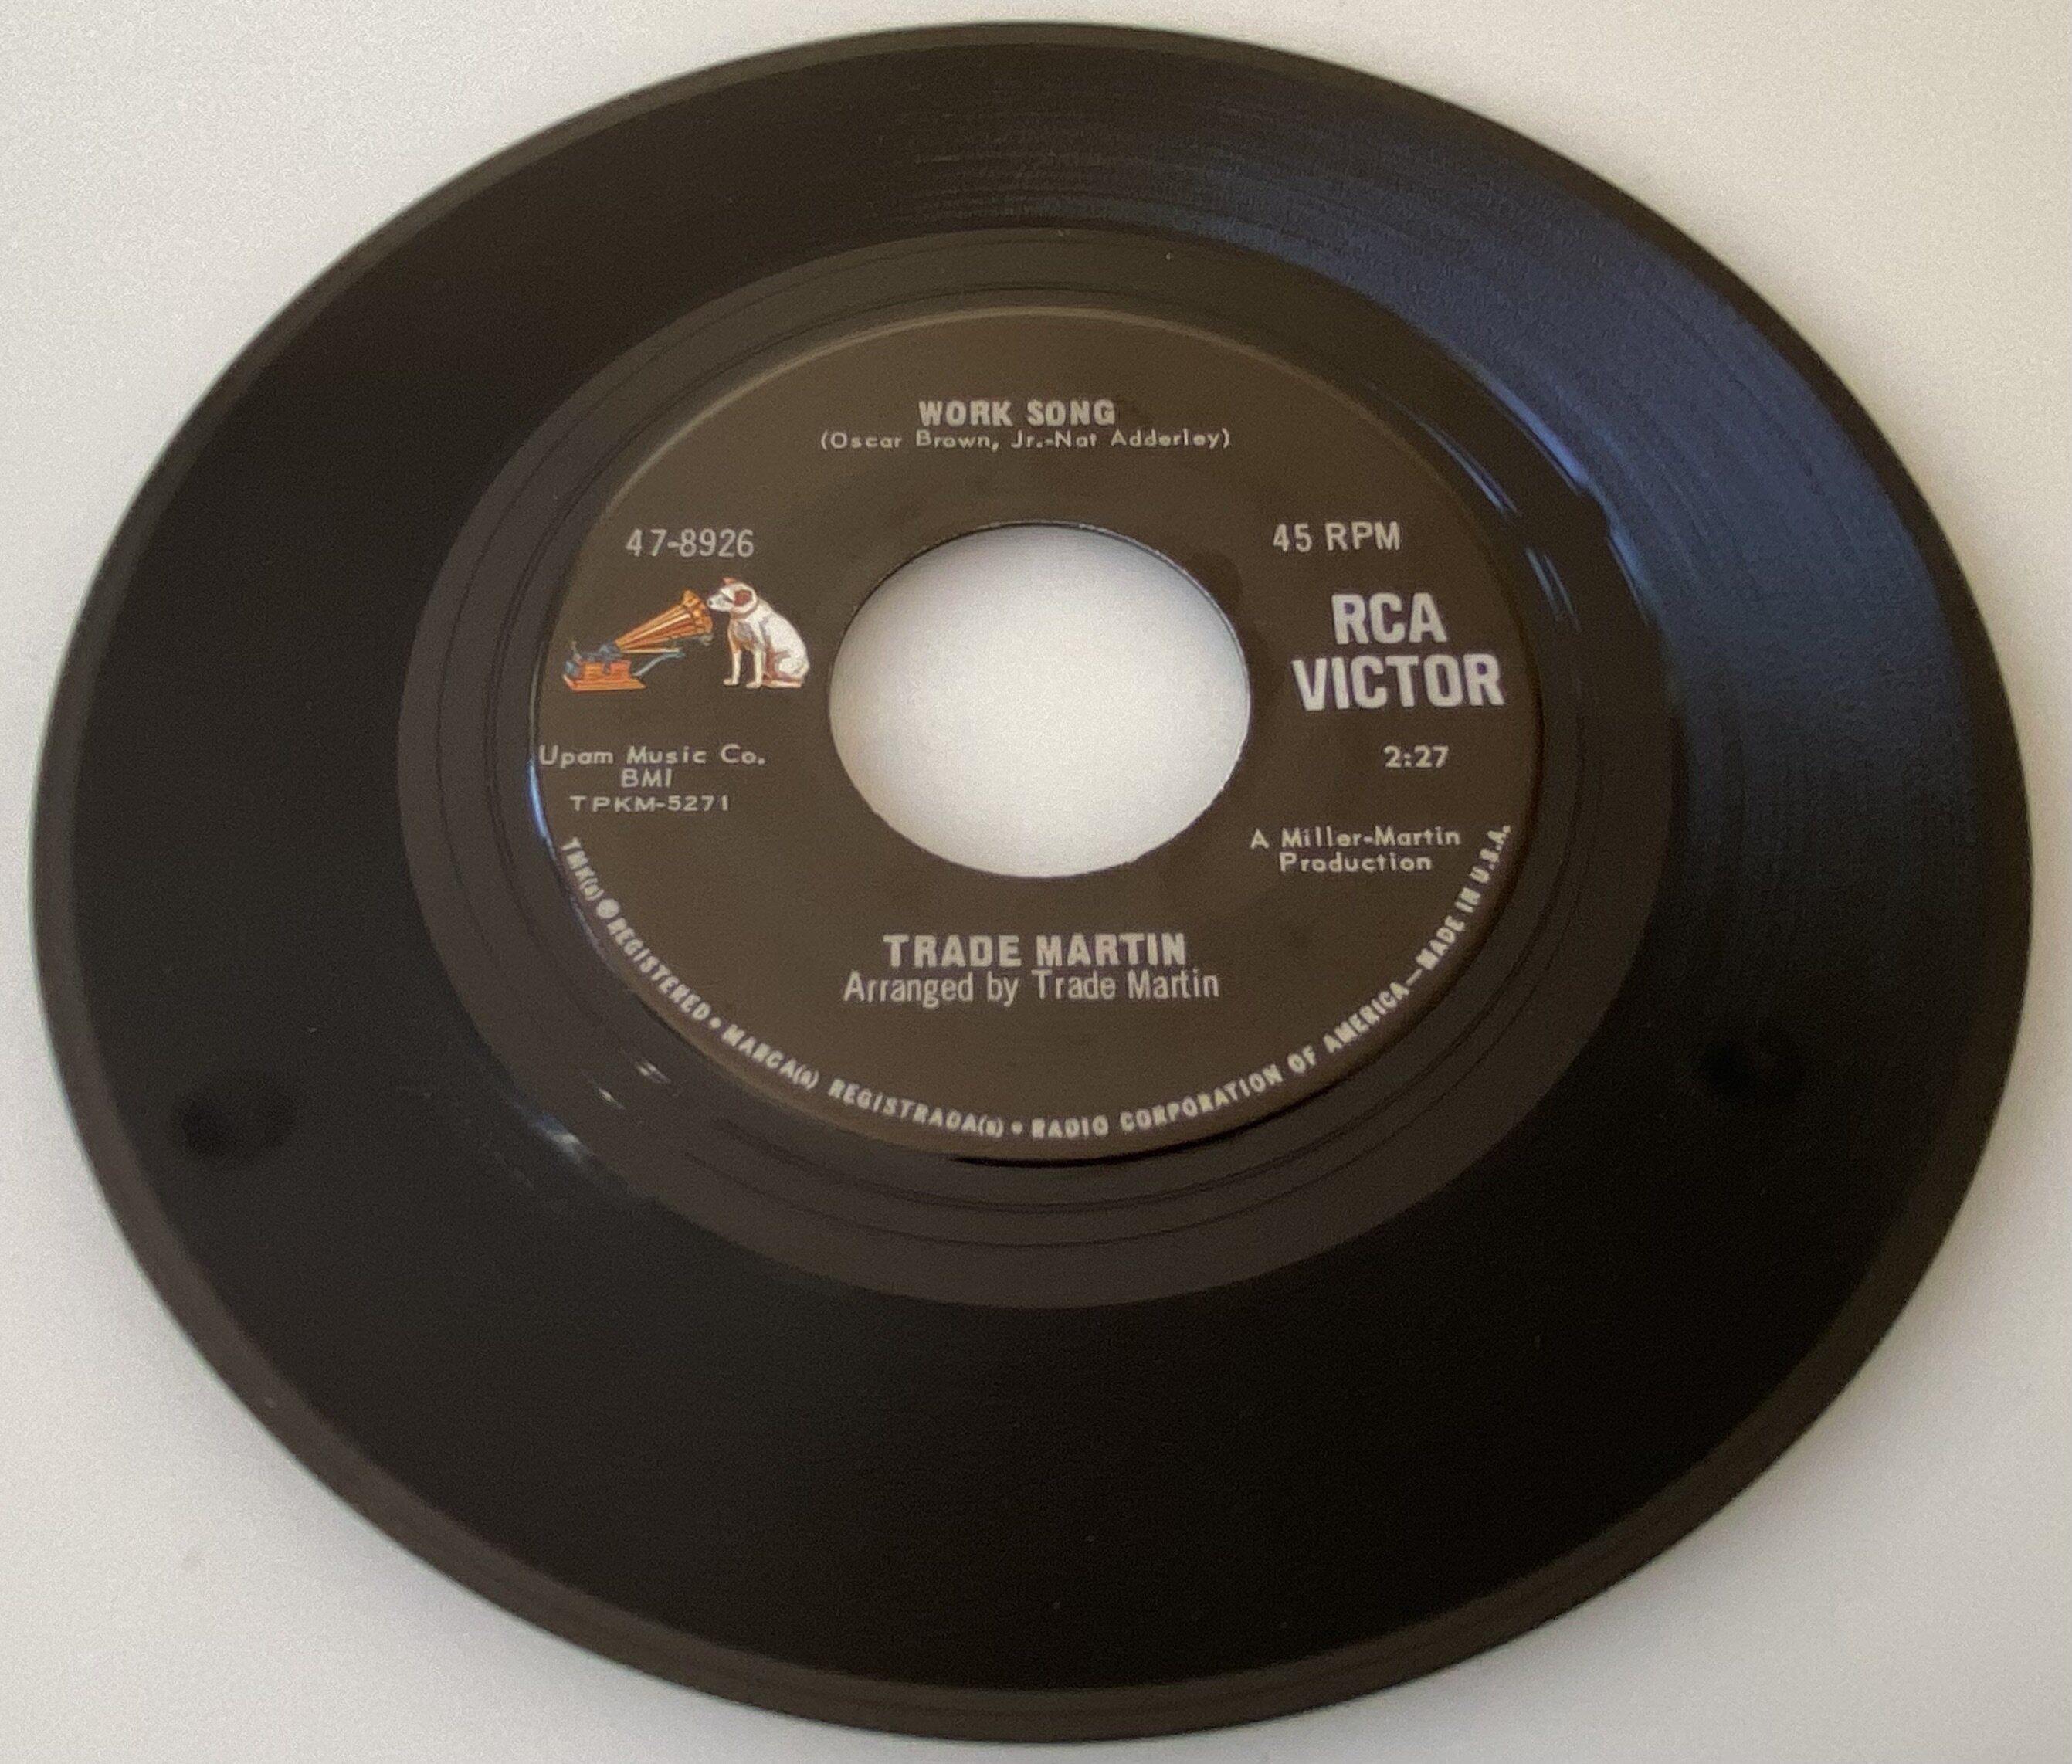 WORK SONG
(Oscar Brown, Jr.-Nat Adderley)
47-8926
45 RPM
RCA
VICTOR
Upam Music Co.
BMI
TPKM-5271
2:27
A Miller-Martin
Production
TRADE MARTIN
Arranged by Trade Martin
TMK(s) ® REGISTERED • MARCA(s) REGISTRADA(s) • RADIO CORPORATION OF AMERICA—MADE IN U.S.A.